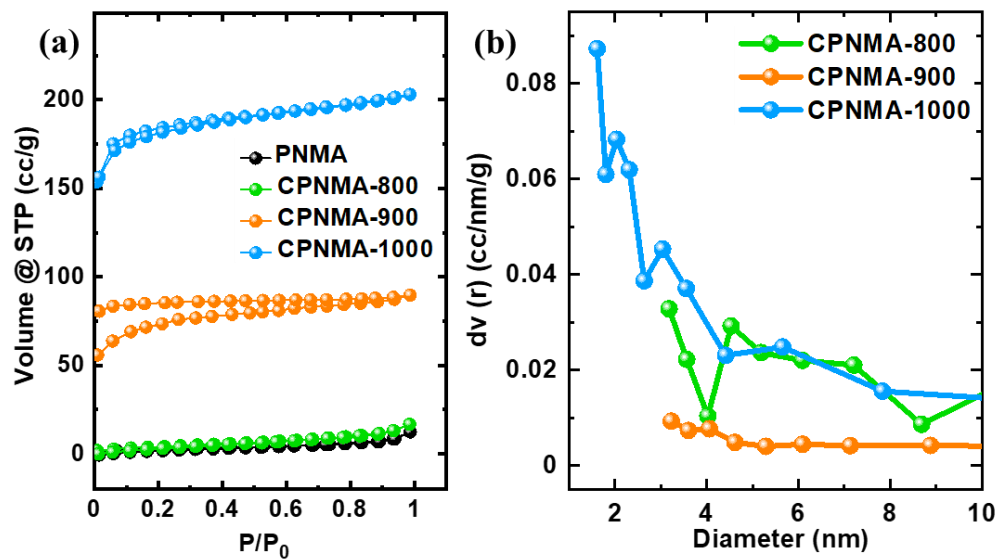 (a)
Volume @ STP (cc/g)
200
150
100
50
0
PNMA
CPNMA-800
CPNMA-900
CPNMA-1000
0 0.2 0.4 0.6 0.8 1
P/P₀
(b)
dv (r) (cc/nm/g)
0.08
0.06
0.04
0.02
0
CPNMA-800
CPNMA-900
CPNMA-1000
2 4 6 8 10
Diameter (nm)